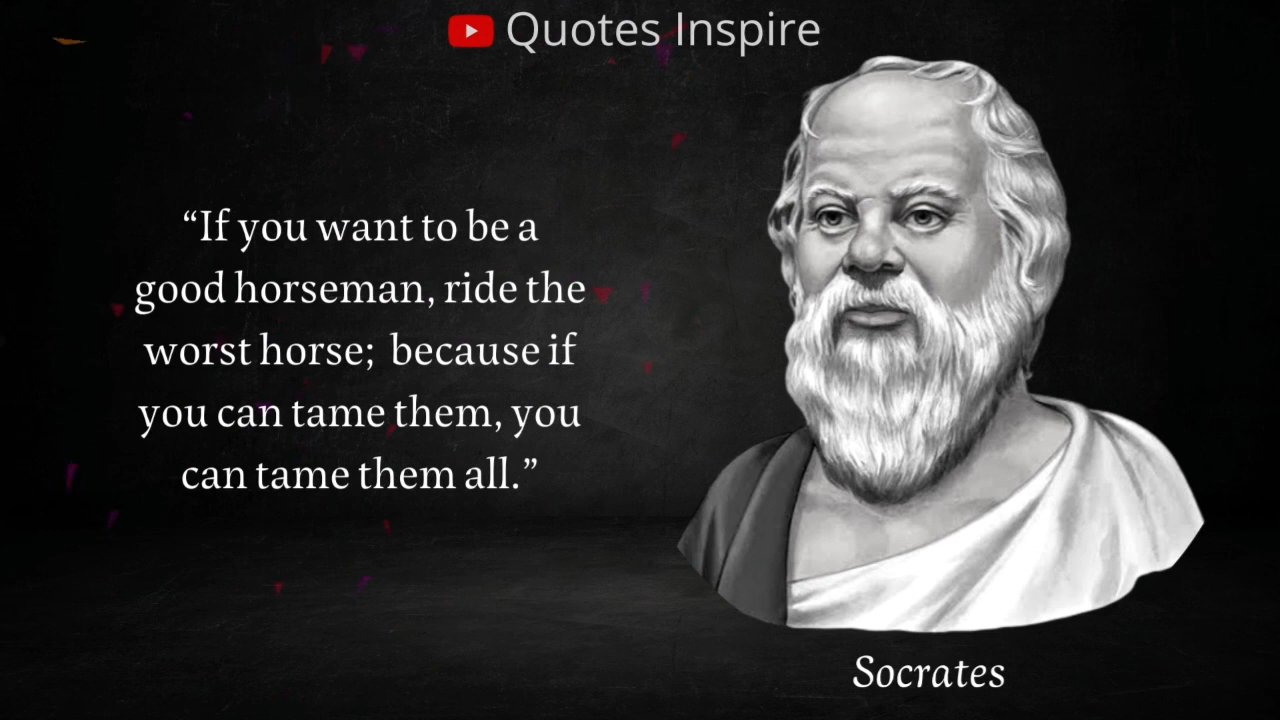 Quotes Inspire
“If you want to be a
good horseman, ride the
worst horse;  because if
you can tame them, you
can tame them all.”
Socrates